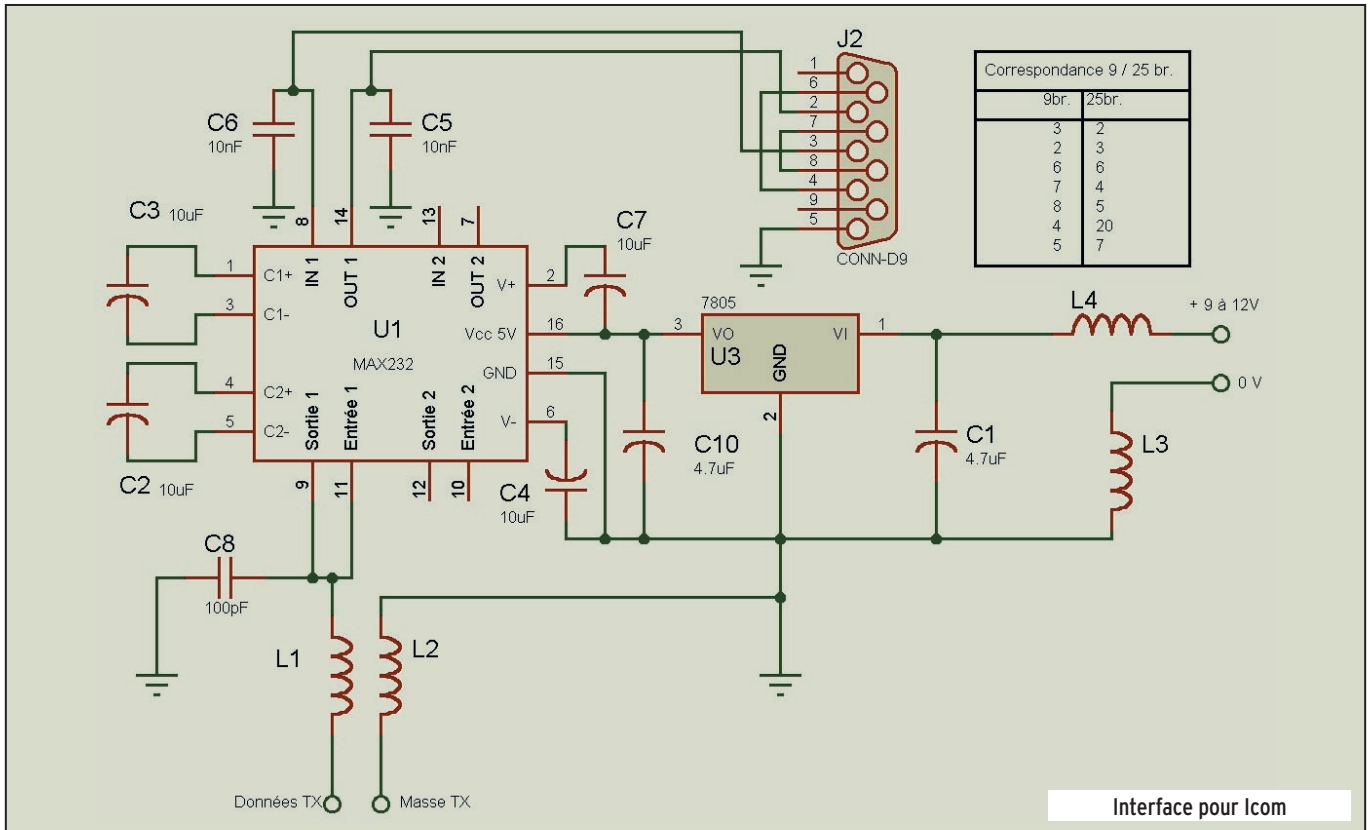 J2
1
6
2
7
3
8
4
9
5
CONN-D9
Correspondance 9 / 25 br.
9br. 25br.
3 2
2 3
6 6
7 4
8 5
4 20
5 7
C6
10nF
C5
10nF
C3 10uF
8
14
13
7
C7
10uF
1 C1+
IN 1
OUT 1
IN 2
OUT 2
V+ 2
3 C1-
U1
MAX232
Vcc 5V 16
GND 15
4 C2+
5 C2-
V- 6
Sortie 1
Entrée 1
Sortie 2
Entrée 2
9
11
12
10
C2 10uF
C4
10uF
7805
3 VO
U3
GND
VI 1
2
L4
+ 9 à 12V
0 V
C10
4.7uF
C1
4.7uF
L3
C8
100pF
L1
L2
Données TX
Masse TX
Interface pour Icom